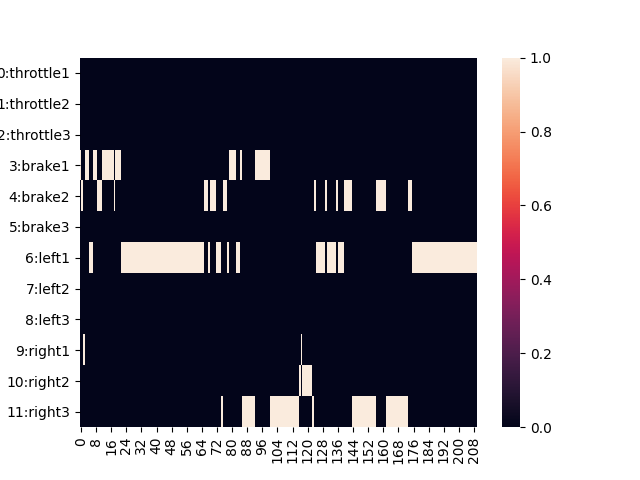 0:throttle1
1:throttle2
2:throttle3
3:brake1
4:brake2
5:brake3
6:left1
7:left2
8:left3
9:right1
10:right2
11:right3
0 8 16 24 32 40 48 56 64 72 80 88 96 104 112 120 128 136 144 152 160 168 176 184 192 200 208
1.0
0.8
0.6
0.4
0.2
0.0